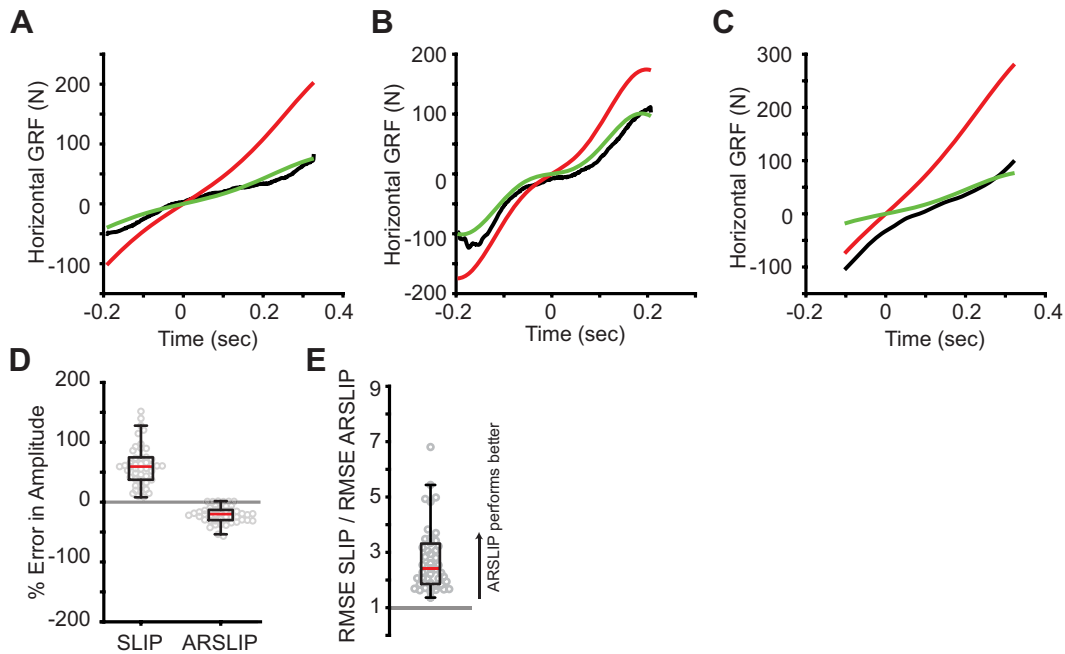 A
B
C
Horizontal GRF (N)
200
100
0
-100
-0.2
0
0.2
0.4
Time (sec)
Horizontal GRF (N)
200
100
0
-100
-200
-0.2
0
0.2
Time (sec)
Horizontal GRF (N)
300
200
100
0
-100
-0.2
0
0.2
0.4
Time (sec)
D
% Error in Amplitude
200
100
0
-100
-200
SLIP
ARSLIP
E
RMSE SLIP / RMSE ARSLIP
9
7
5
3
1
ARSLIP performs better